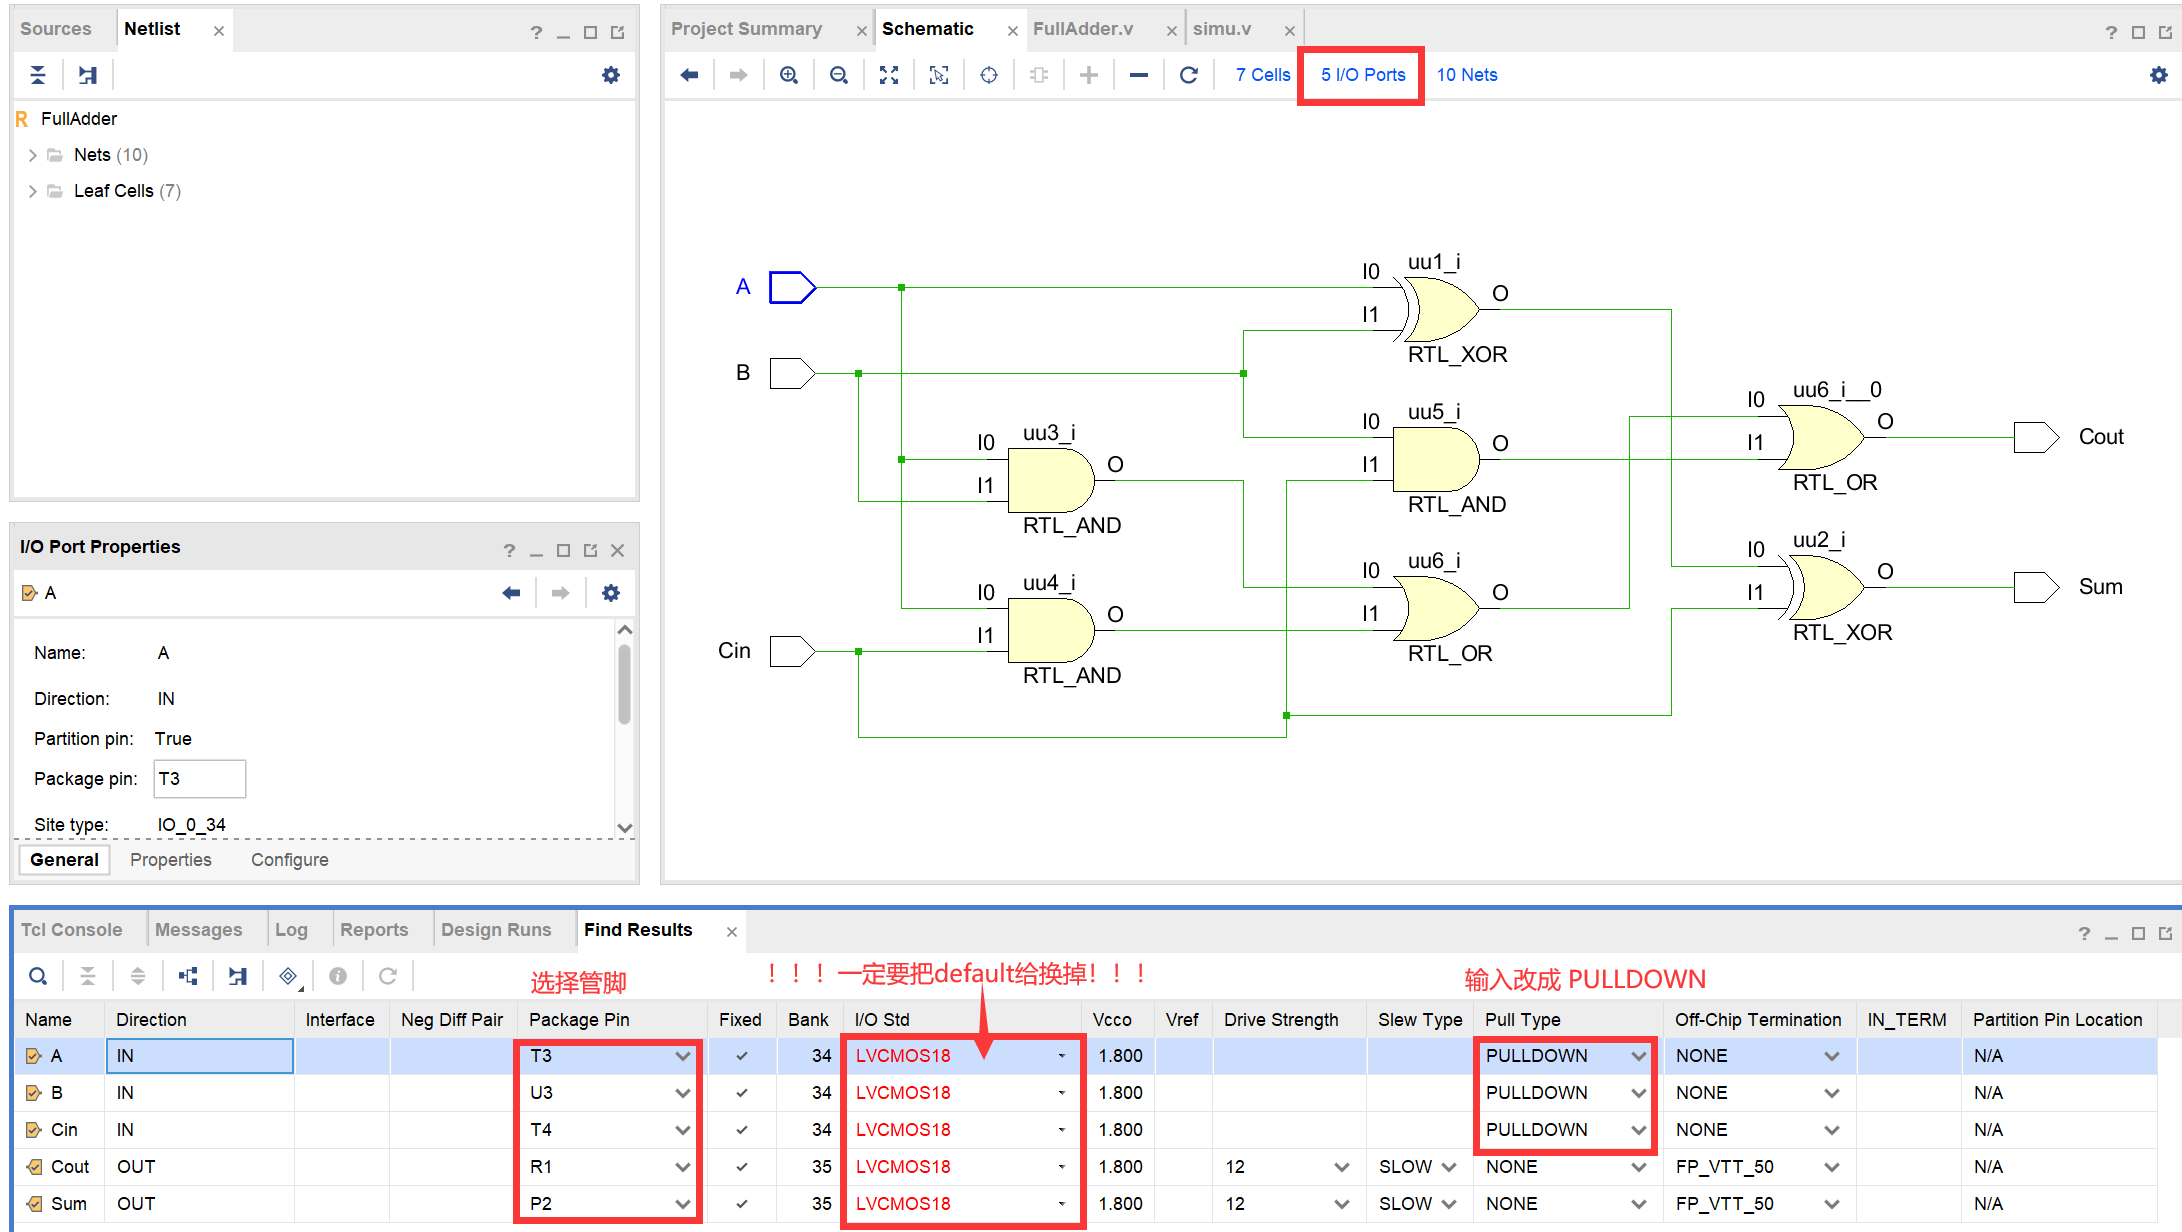 Sources Netlist
FullAdder
Nets (10)
Leaf Cells (7)
I/O Port Properties
A
Name: A
Direction: IN
Partition pin: True
Package pin: T3
Site type: IO_0_34
General Properties Configure
Project Summary Schematic FullAdder.v simu.v
7 Cells 5 I/O Ports 10 Nets
A
B
Cin
I0 uu3_i
I1 O
RTL_AND
I0 uu4_i
I1 O
RTL_AND
I0 uu1_i
I1 O
RTL_XOR
I0 uu5_i
I1 O
RTL_AND
I0 uu6_i
I1 O
RTL_OR
I0 uu6_i__0
I1 O
RTL_OR
I0 uu2_i
I1 O
RTL_XOR
Cout
Sum
Tcl Console Messages Log Reports Design Runs Find Results
选择管脚 ！！！一定要把default给换掉！！！ 输入改成 PULLDOWN
Name Direction Interface Neg Diff Pair Package Pin Fixed Bank I/O Std Vcco Vref Drive Strength Slew Type Pull Type Off-Chip Termination IN_TERM Partition Pin Location
A IN T3 34 LVCMOS18 1.800 PULLDOWN NONE N/A
B IN U3 34 LVCMOS18 1.800 PULLDOWN NONE N/A
Cin IN T4 34 LVCMOS18 1.800 PULLDOWN NONE N/A
Cout OUT R1 35 LVCMOS18 1.800 12 SLOW NONE FP_VTT_50 N/A
Sum OUT P2 35 LVCMOS18 1.800 12 SLOW NONE FP_VTT_50 N/A